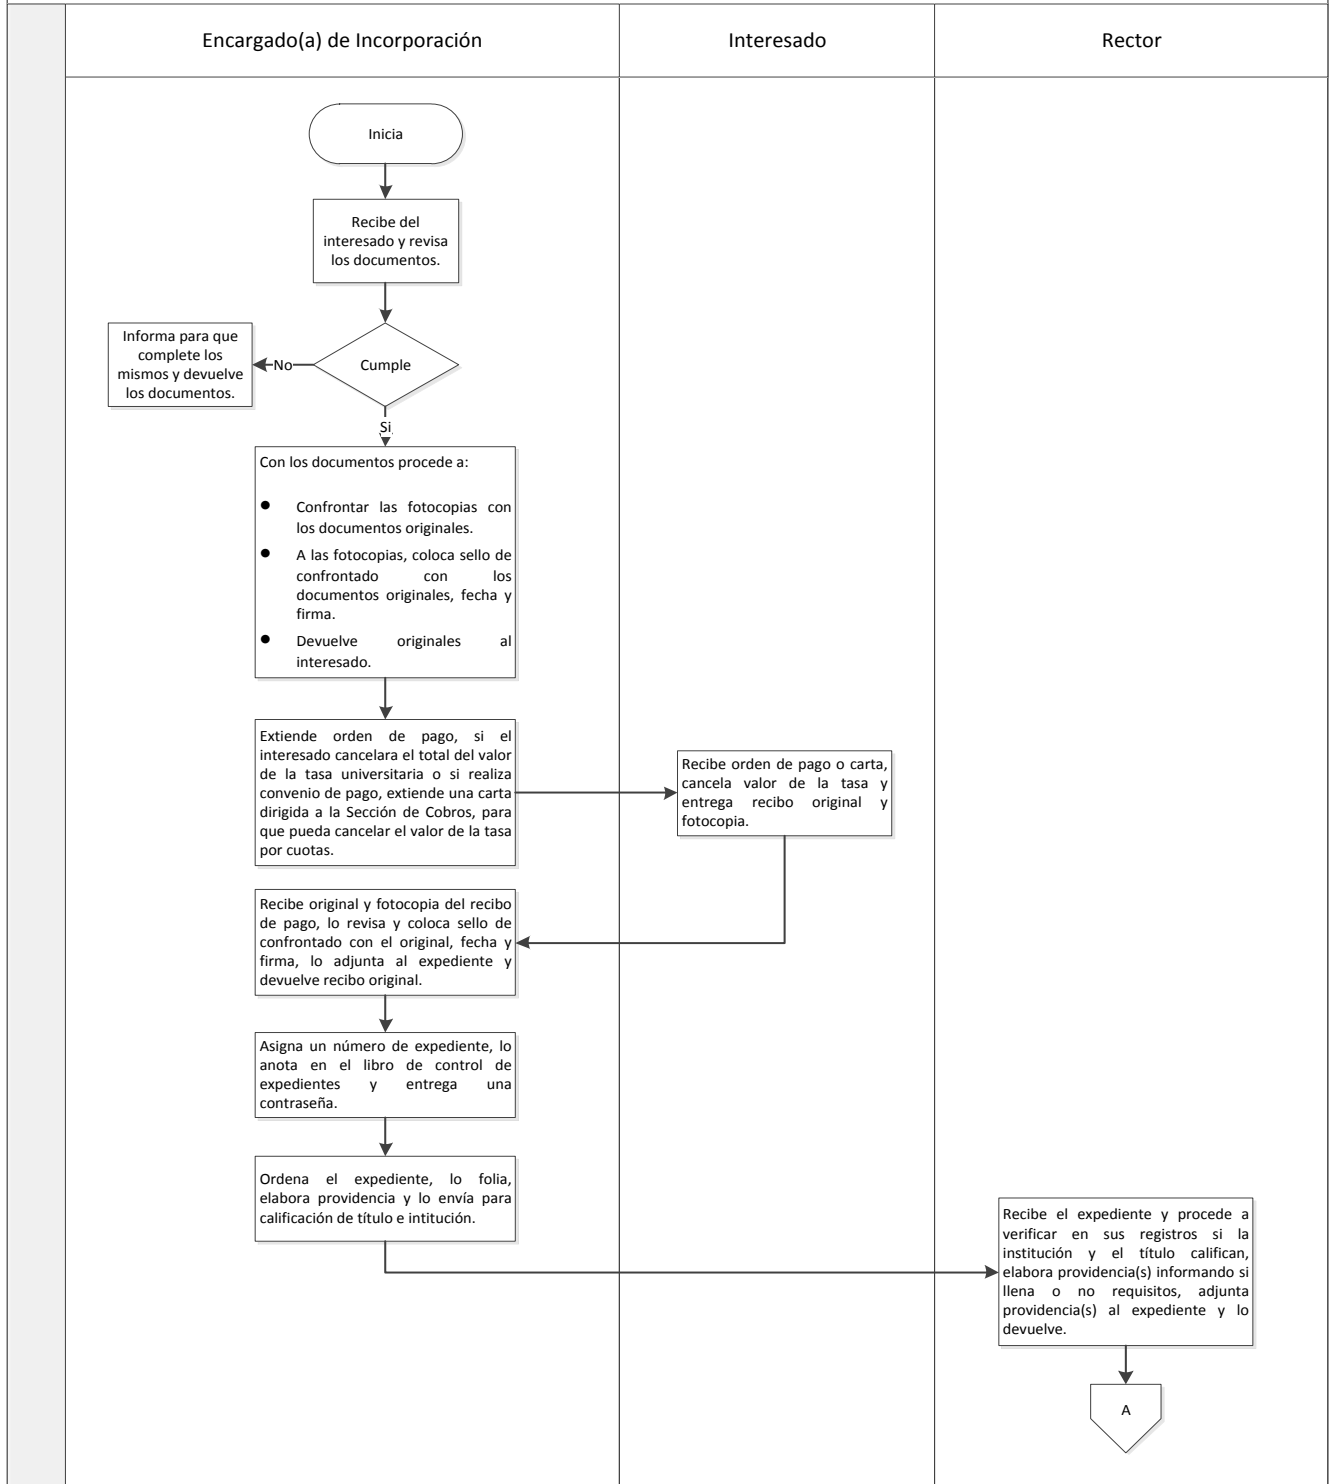 Encargado(a) de Incorporación
Interesado
Rector
Inicia
Recibe del
interesado y revisa
los documentos.
Cumple
No
Informa para que
complete los
mismos y devuelve
los documentos.
Si
Con los documentos procede a:
● Confrontar las fotocopias con
los documentos originales.
● A las fotocopias, coloca sello de
confrontado con los
documentos originales, fecha y
firma.
● Devuelve originales al
interesado.
Extiende orden de pago, si el
interesado cancelara el total del valor
de la tasa universitaria o si realiza
convenio de pago, extiende una carta
dirigida a la Sección de Cobros, para
que pueda cancelar el valor de la tasa
por cuotas.
Recibe orden de pago o carta,
cancela valor de la tasa y
entrega recibo original y
fotocopia.
Recibe original y fotocopia del recibo
de pago, lo revisa y coloca sello de
confrontado con el original, fecha y
firma, lo adjunta al expediente y
devuelve recibo original.
Asigna un número de expediente, lo
anota en el libro de control de
expedientes y entrega una
contraseña.
Ordena el expediente, lo folia,
elabora providencia y lo envía para
calificación de título e intitución.
Recibe el expediente y procede a
verificar en sus registros si la
institución y el título califican,
elabora providencia(s) informando si
llena o no requisitos, adjunta
providencia(s) al expediente y lo
devuelve.
A